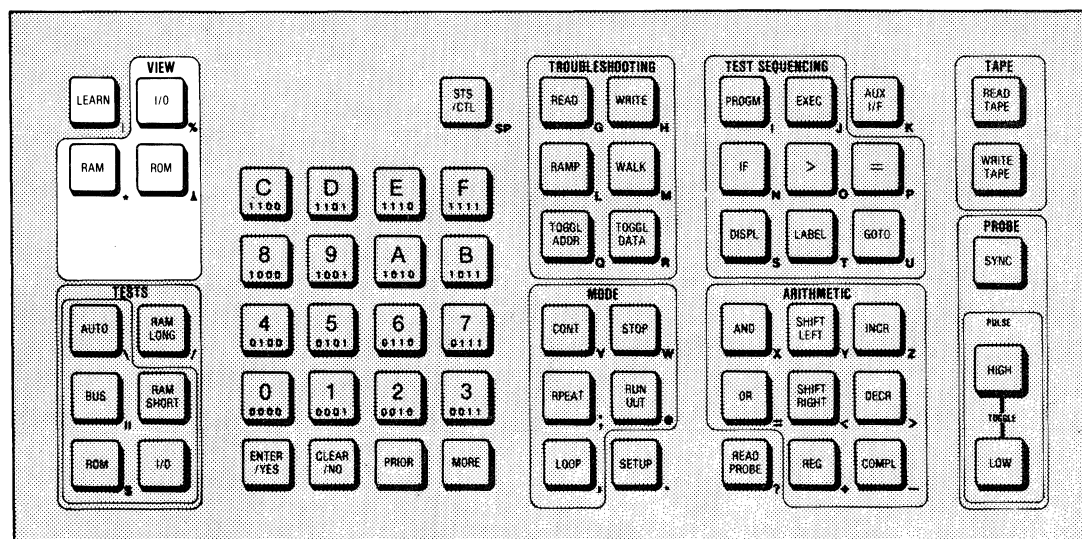 VIEW
LEARN
I/O
%
RAM
*
ROM
TESTS
AUTO
\
RAM LONG
/
BUS
"
RAM SHORT
ROM
$
I/O
STS /CTL
SP
C
1100
D
1101
E
1110
F
1111
8
1000
9
1001
A
1010
B
1011
4
0100
5
0101
6
0110
7
0111
0
0000
1
0001
2
0010
3
0011
ENTER /YES
CLEAR /NO
PRIOR
MORE
TROUBLESHOOTING
READ
G
WRITE
H
RAMP
L
WALK
M
TOGGL ADDR
Q
TOGGL DATA
R
MODE
CONT
V
STOP
W
RPEAT
;
RUN UUT
@
LOOP
SETUP
TEST SEQUENCING
PROGM
I
EXEC
J
AUX I/F
K
IF
N
>
O
=
P
DISPL
S
LABEL
T
GOTO
U
ARITHMETIC
AND
X
SHIFT LEFT
Y
INCR
Z
OR
=
SHIFT RIGHT
<
DECR
>
READ PROBE
?
REG
+
COMPL
—
TAPE
READ TAPE
WRITE TAPE
PROBE
SYNC
PULSE
HIGH
TOGGLE
LOW